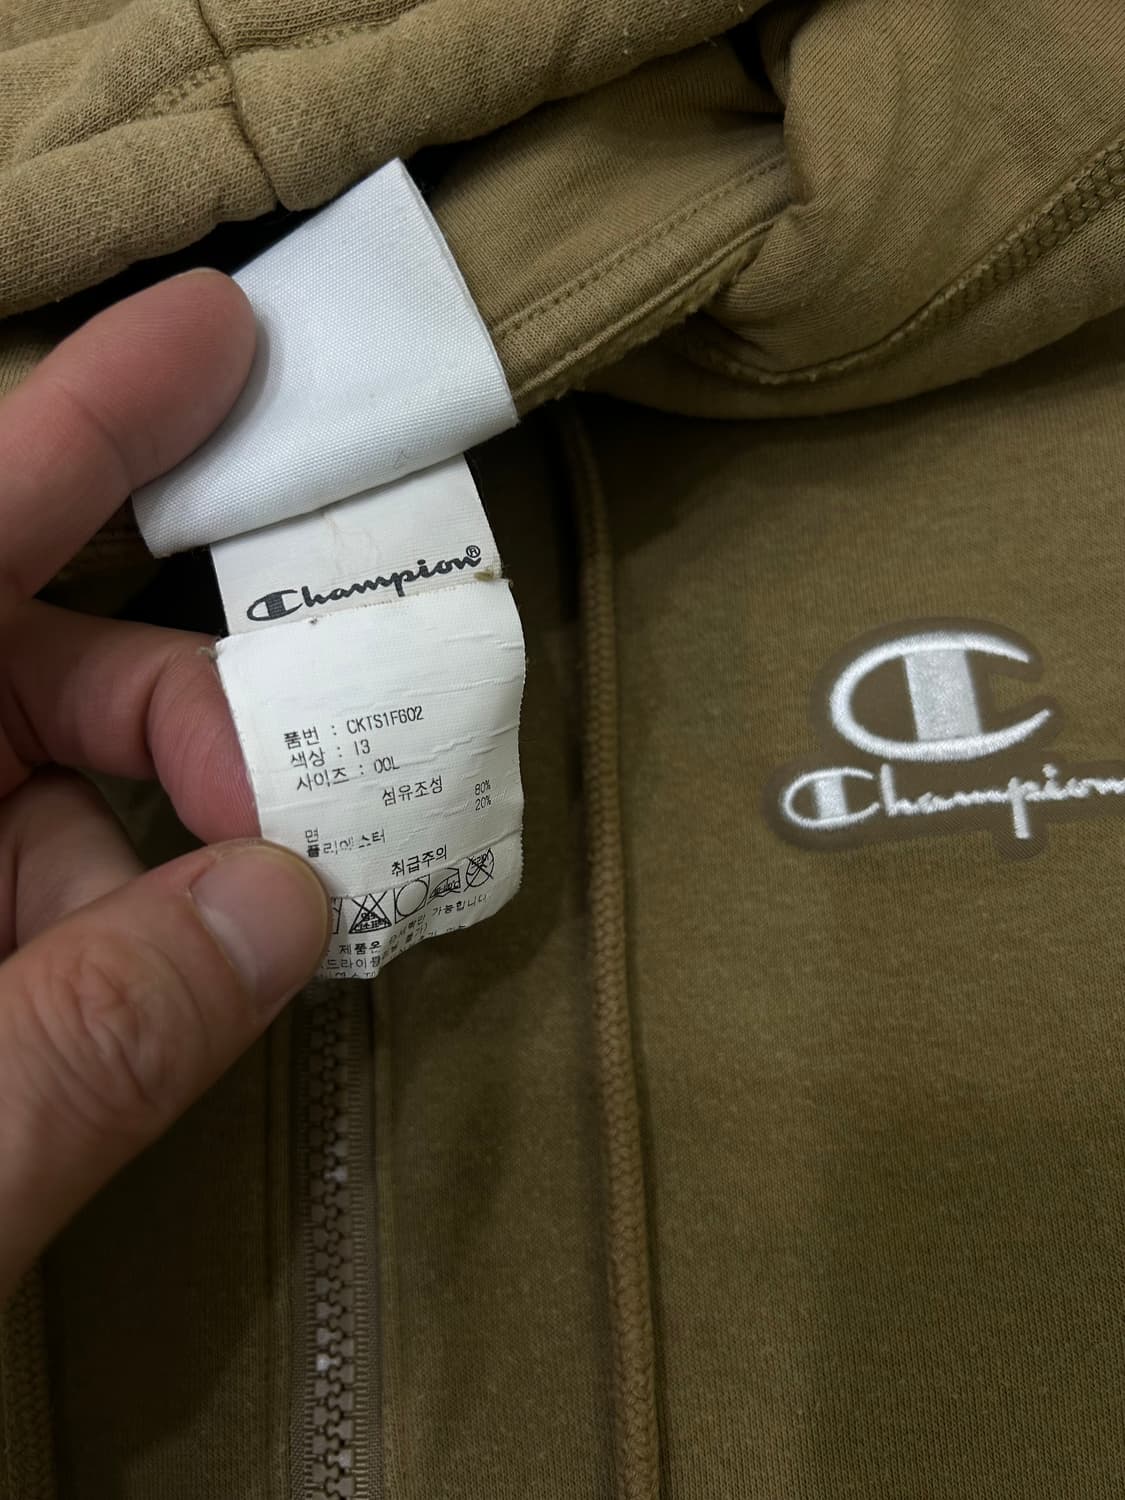 Champion®
품번 : CKTS1F602
색상 : 13
사이즈 : 00L
섬유조성
면 80%
폴리에스터 20%
취급주의
Champion